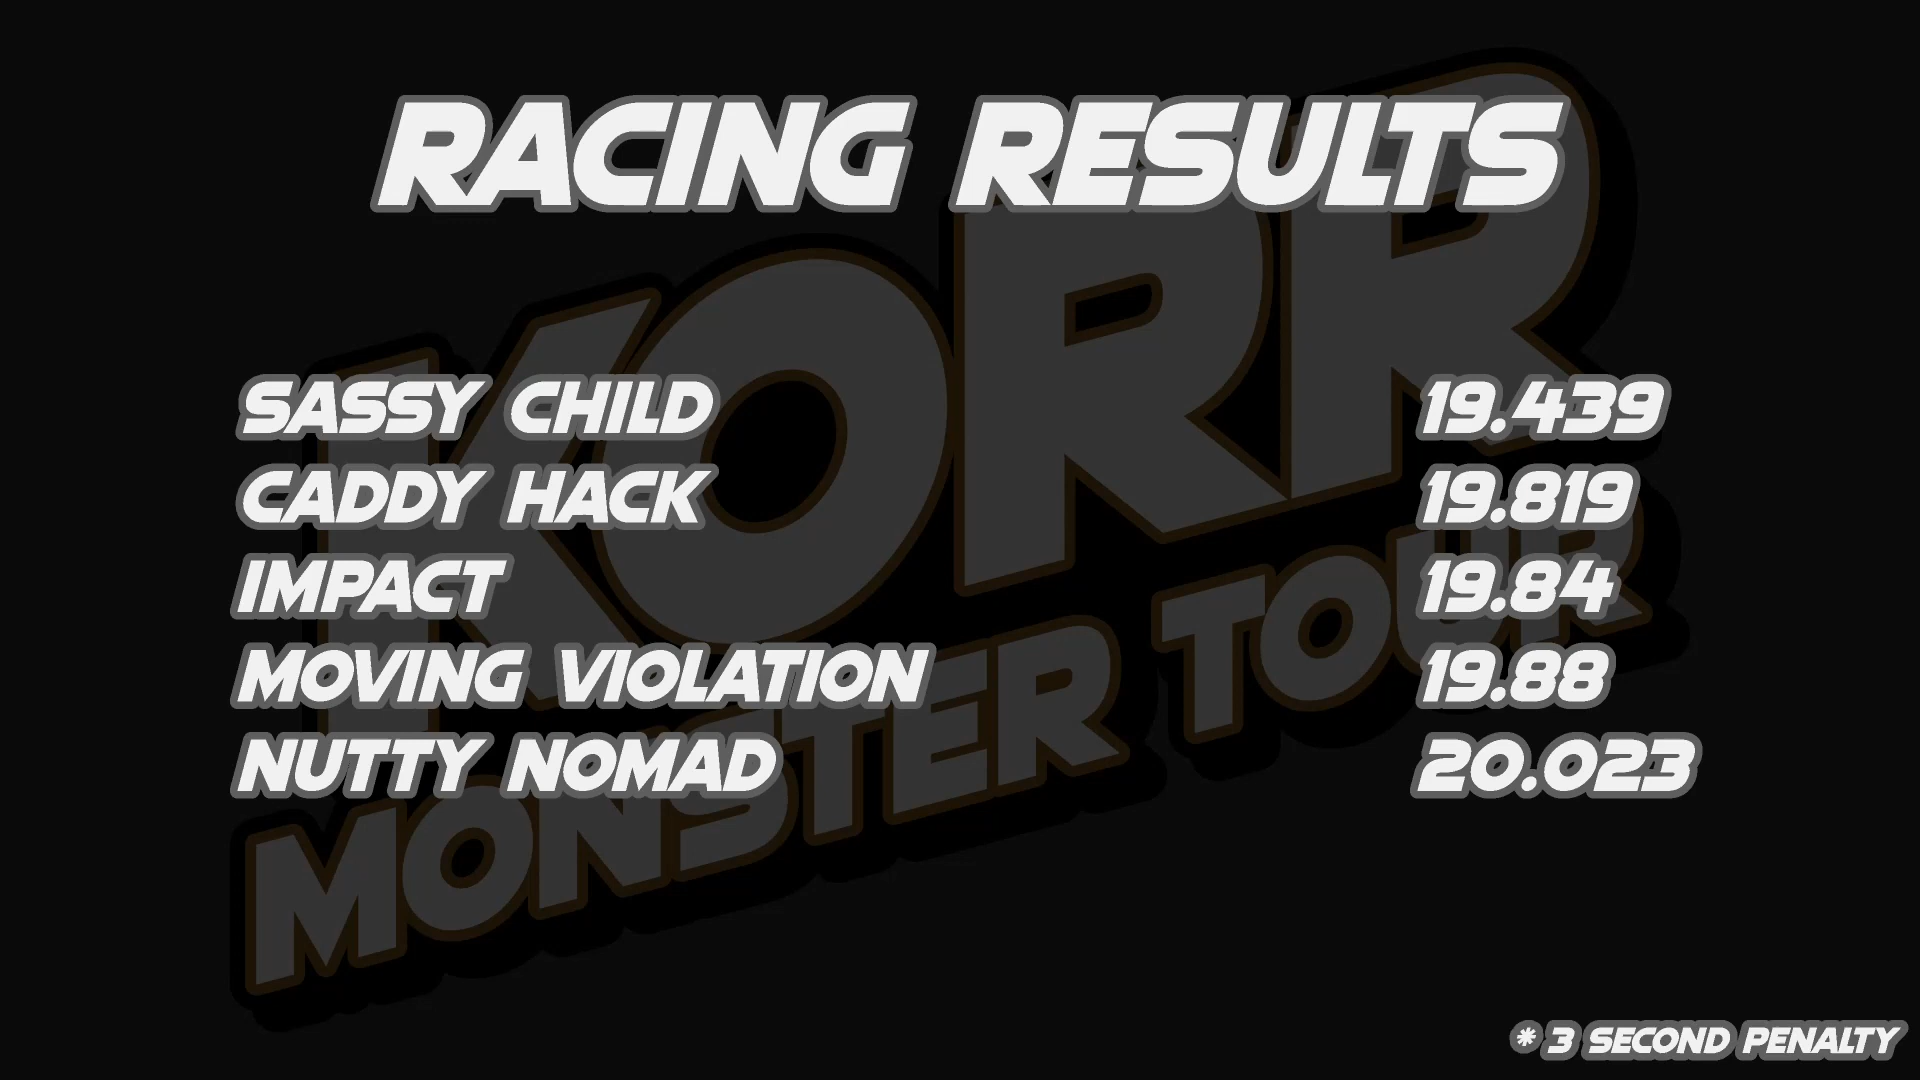 RACING RESULTS
KORR
MONSTER TOUR
SASSY CHILD 19.439
CADDY HACK 19.819
IMPACT 19.84
MOVING VIOLATION 19.88
NUTTY NOMAD 20.023
* 3 SECOND PENALTY